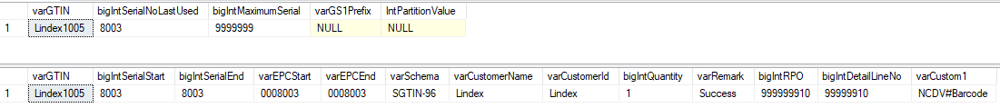 varGTIN bigIntSerialNoLastUsed bigIntMaximumSerial varGS1Prefix IntPartitionValue
1 Lindex1005 8003 9999999 NULL NULL
varGTIN bigIntSerialStart bigIntSerialEnd varEPCStart varEPCEnd varSchema varCustomerName varCustomerId bigIntQuantity varRemark bigIntRPO bigIntDetailLineNo varCustom1
1 Lindex1005 8003 8003 0008003 0008003 SGTIN-96 Lindex Lindex 1 Success 999999910 99999910 NCDV#Barcode